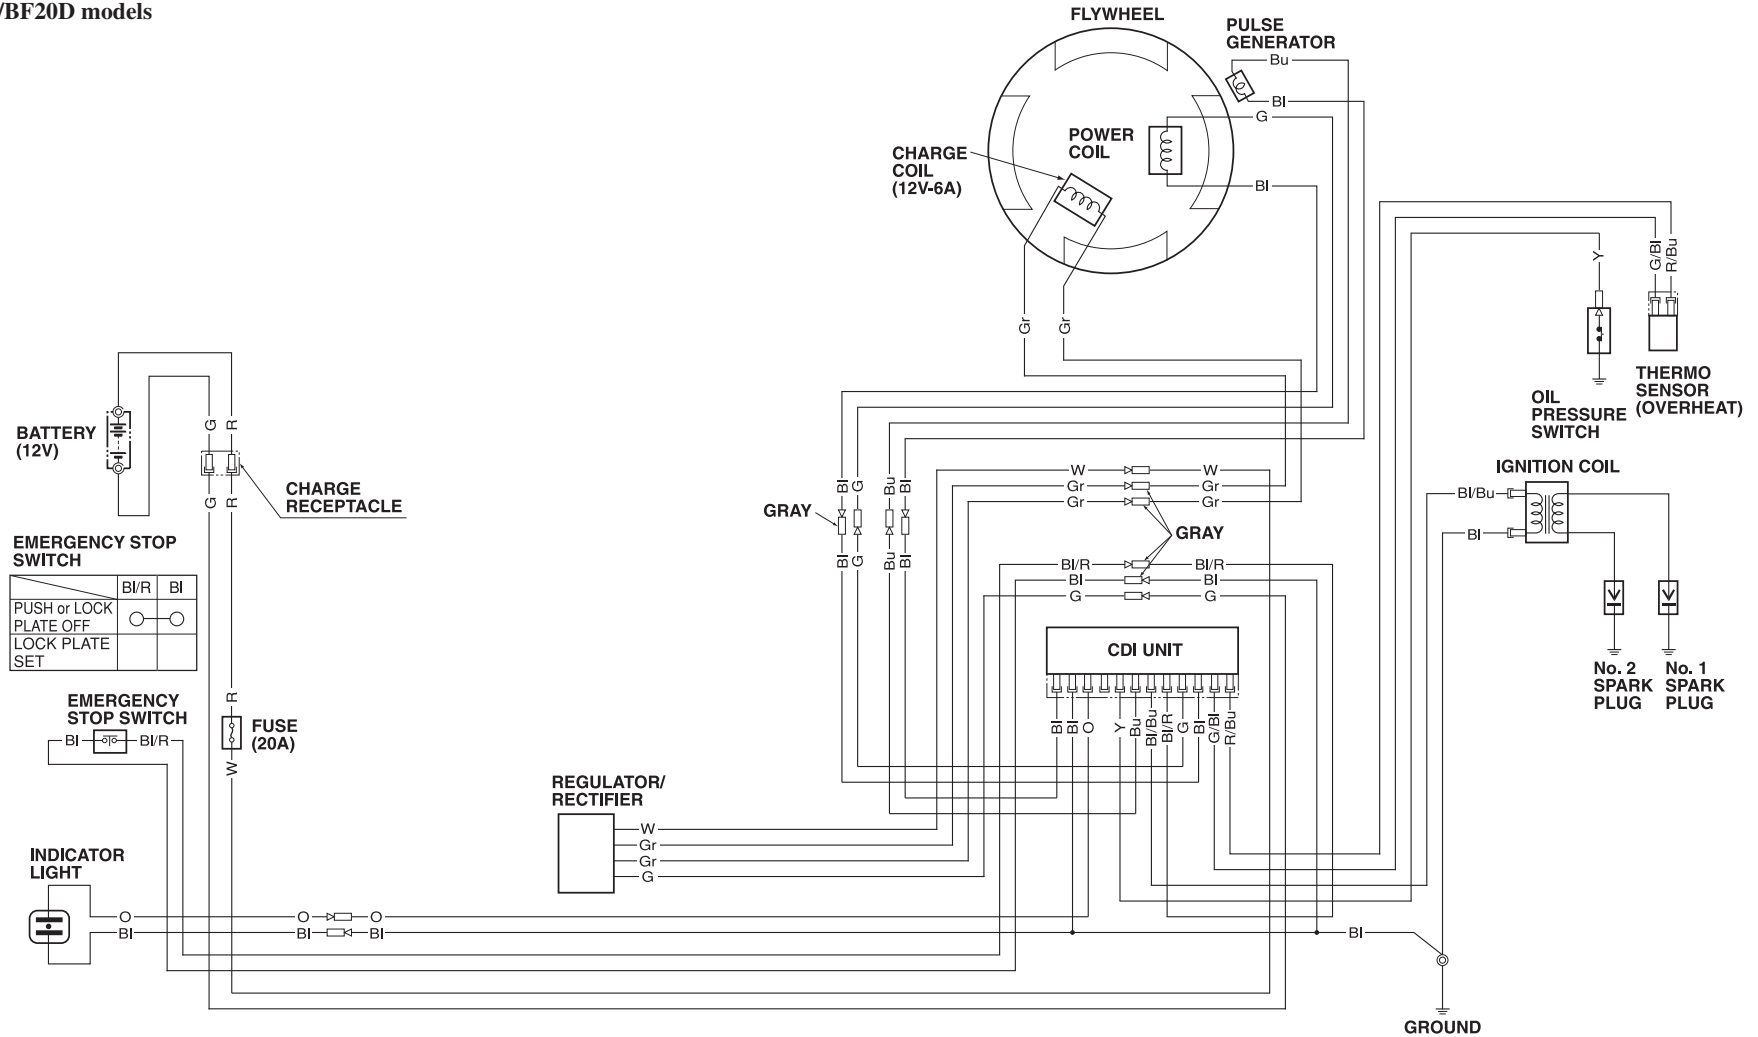 /BF20D models
FLYWHEEL
PULSE
GENERATOR
Bu
Bl
G
POWER
COIL
CHARGE
COIL
(12V-6A)
Bl
G/Bl
R/Bu
Y
Gr
Gr
THERMO
SENSOR
(OVERHEAT)
OIL
PRESSURE
SWITCH
BATTERY
(12V)
G
R
CHARGE
RECEPTACLE
G
R
IGNITION COIL
Bl/Bu
Bl
W
W
Gr
Gr
Gr
Gr
Bl
G
Bu
Bl
GRAY
GRAY
Bl
G
Bu
Bl
Bl/R
Bl/R
Bl
Bl
G
G
EMERGENCY STOP
SWITCH
Bl/R
Bl
PUSH or LOCK
PLATE OFF
LOCK PLATE
SET
CDI UNIT
No. 2
SPARK
PLUG
No. 1
SPARK
PLUG
Bl
Bl
O
Y
Bu
Bl/Bu
Bl/R
G
Bl
G/Bl
R/Bu
EMERGENCY
STOP SWITCH
Bl
Bl/R
R
FUSE
(20A)
W
REGULATOR/
RECTIFIER
W
Gr
Gr
G
INDICATOR
LIGHT
O
O
O
Bl
Bl
Bl
Bl
GROUND